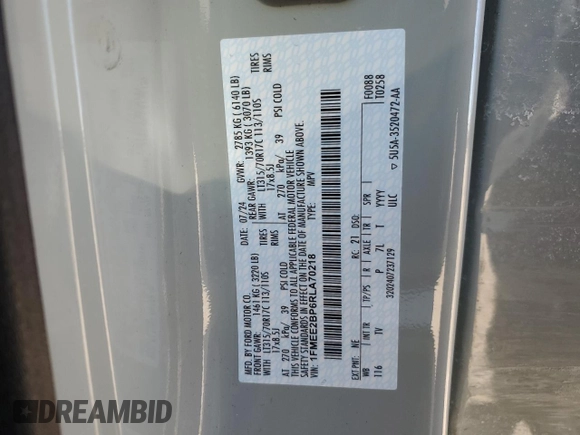 MFD. BY FORD MOTOR CO.
07/24
GVWR: 2785 KG ( 6140 LB)
FRONT GAWR: 1461 KG ( 3220 LB)
REAR GAWR: 1393 KG ( 3070 LB)
WITH LT315/70R17C 113/110S TIRES
WITH LT315/70R17C 113/110S TIRES
17x8.5J RIMS
17x8.5J RIMS
AT 270 kPa/ 39 PSI COLD
AT 270 kPa/ 39 PSI COLD
THIS VEHICLE CONFORMS TO ALL APPLICABLE FEDERAL MOTOR VEHICLE
SAFETY STANDARDS IN EFFECT ON THE DATE OF MANUFACTURE SHOWN ABOVE.
VIN: 1FMEE2BP6RLA70218
TYPE: MPV
F0088
T0258
EXT PNT: NE RC: 21 DSO:
WB INT TR TP/PS R AXLE TR SPR
116 TV P 7L T YYYY
ULC
3202407237129
▽ 5U5A-3520472-AA
DREAMBID